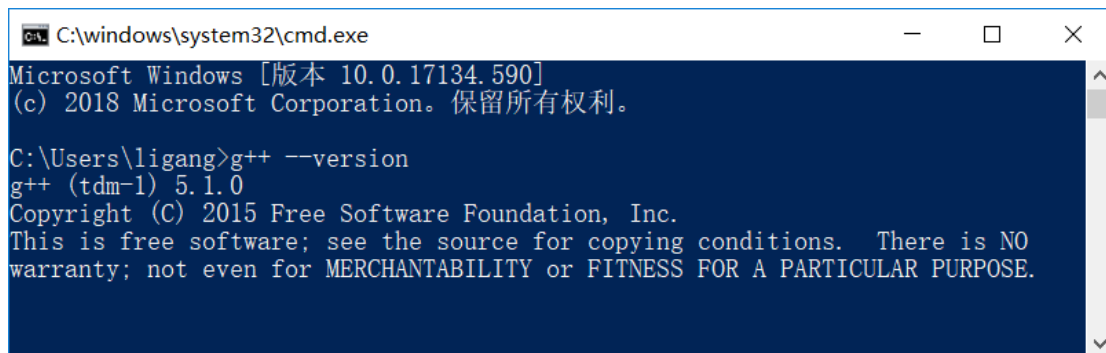 C:\windows\system32\cmd.exe
Microsoft Windows [版本 10.0.17134.590]
(c) 2018 Microsoft Corporation。保留所有权利。
C:\Users\ligang>g++ --version
g++ (tdm-1) 5.1.0
Copyright (C) 2015 Free Software Foundation, Inc.
This is free software; see the source for copying conditions.  There is NO
warranty; not even for MERCHANTABILITY or FITNESS FOR A PARTICULAR PURPOSE.